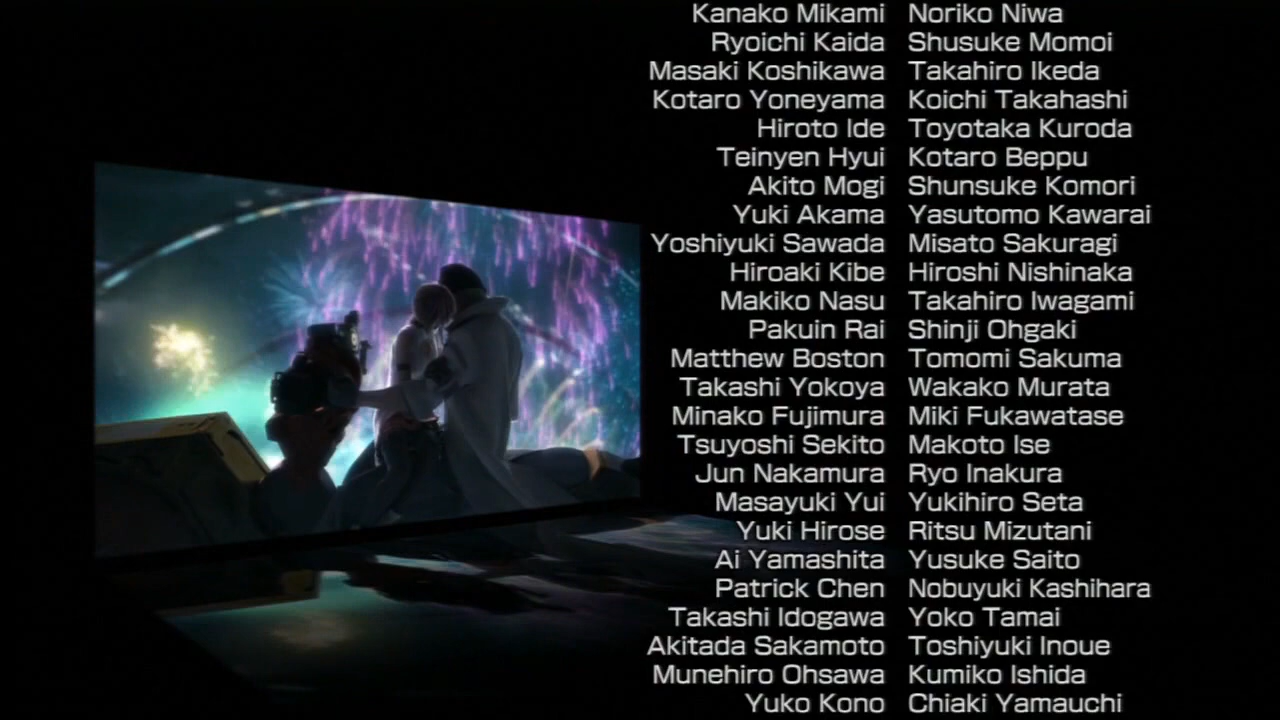 Kanako Mikami Noriko Niwa
Ryoichi Kaida Shusuke Momoi
Masaki Koshikawa Takahiro Ikeda
Kotaro Yoneyama Koichi Takahashi
Hiroto Ide Toyotaka Kuroda
Teinyen Hyui Kotaro Beppu
Akito Mogi Shunsuke Komori
Yuki Akama Yasutomo Kawarai
Yoshiyuki Sawada Misato Sakuragi
Hiroaki Kibe Hiroshi Nishinaka
Makiko Nasu Takahiro Iwagami
Pakuin Rai Shinji Ohgaki
Matthew Boston Tomomi Sakuma
Takashi Yokoya Wakako Murata
Minako Fujimura Miki Fukawatase
Tsuyoshi Sekito Makoto Ise
Jun Nakamura Ryo Inakura
Masayuki Yui Yukihiro Seta
Yuki Hirose Ritsu Mizutani
Ai Yamashita Yusuke Saito
Patrick Chen Nobuyuki Kashihara
Takashi Idogawa Yoko Tamai
Akitada Sakamoto Toshiyuki Inoue
Munehiro Ohsawa Kumiko Ishida
Yuko Kono Chiaki Yamauchi